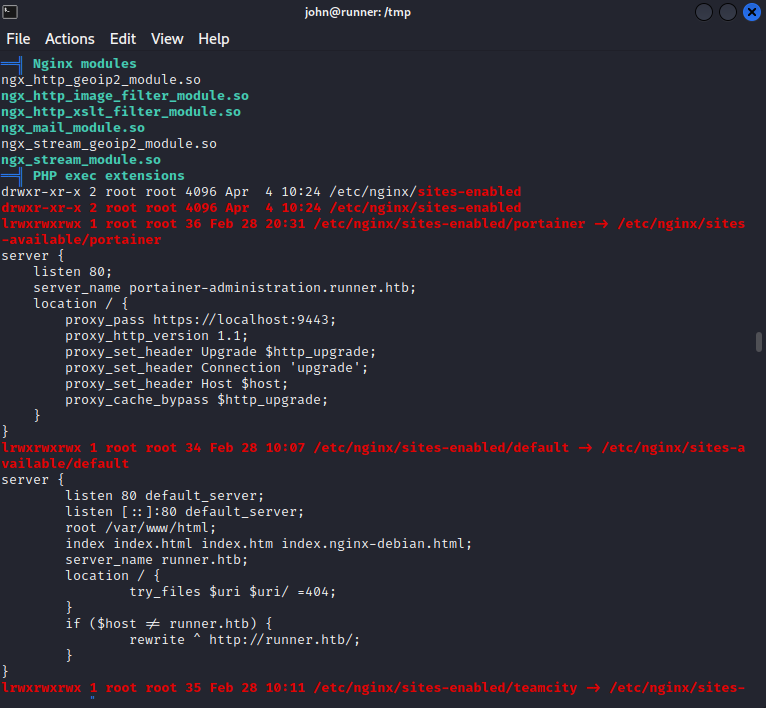 john@runner: /tmp
File Actions Edit View Help
══╣ Nginx modules
ngx_http_geoip2_module.so
ngx_http_image_filter_module.so
ngx_http_xslt_filter_module.so
ngx_mail_module.so
ngx_stream_geoip2_module.so
ngx_stream_module.so
══╣ PHP exec extensions
drwxr-xr-x 2 root root 4096 Apr  4 10:24 /etc/nginx/sites-enabled
drwxr-xr-x 2 root root 4096 Apr  4 10:24 /etc/nginx/sites-enabled
lrwxrwxrwx 1 root root 36 Feb 28 20:31 /etc/nginx/sites-enabled/portainer -> /etc/nginx/sites
-available/portainer
server {
    listen 80;
    server_name portainer-administration.runner.htb;
    location / {
        proxy_pass https://localhost:9443;
        proxy_http_version 1.1;
        proxy_set_header Upgrade $http_upgrade;
        proxy_set_header Connection 'upgrade';
        proxy_set_header Host $host;
        proxy_cache_bypass $http_upgrade;
    }
}
lrwxrwxrwx 1 root root 34 Feb 28 10:07 /etc/nginx/sites-enabled/default -> /etc/nginx/sites-a
vailable/default
server {
        listen 80 default_server;
        listen [::]:80 default_server;
        root /var/www/html;
        index index.html index.htm index.nginx-debian.html;
        server_name runner.htb;
        location / {
                try_files $uri $uri/ =404;
        }
        if ($host != runner.htb) {
                rewrite ^ http://runner.htb/;
        }
}
lrwxrwxrwx 1 root root 35 Feb 28 10:11 /etc/nginx/sites-enabled/teamcity -> /etc/nginx/sites-